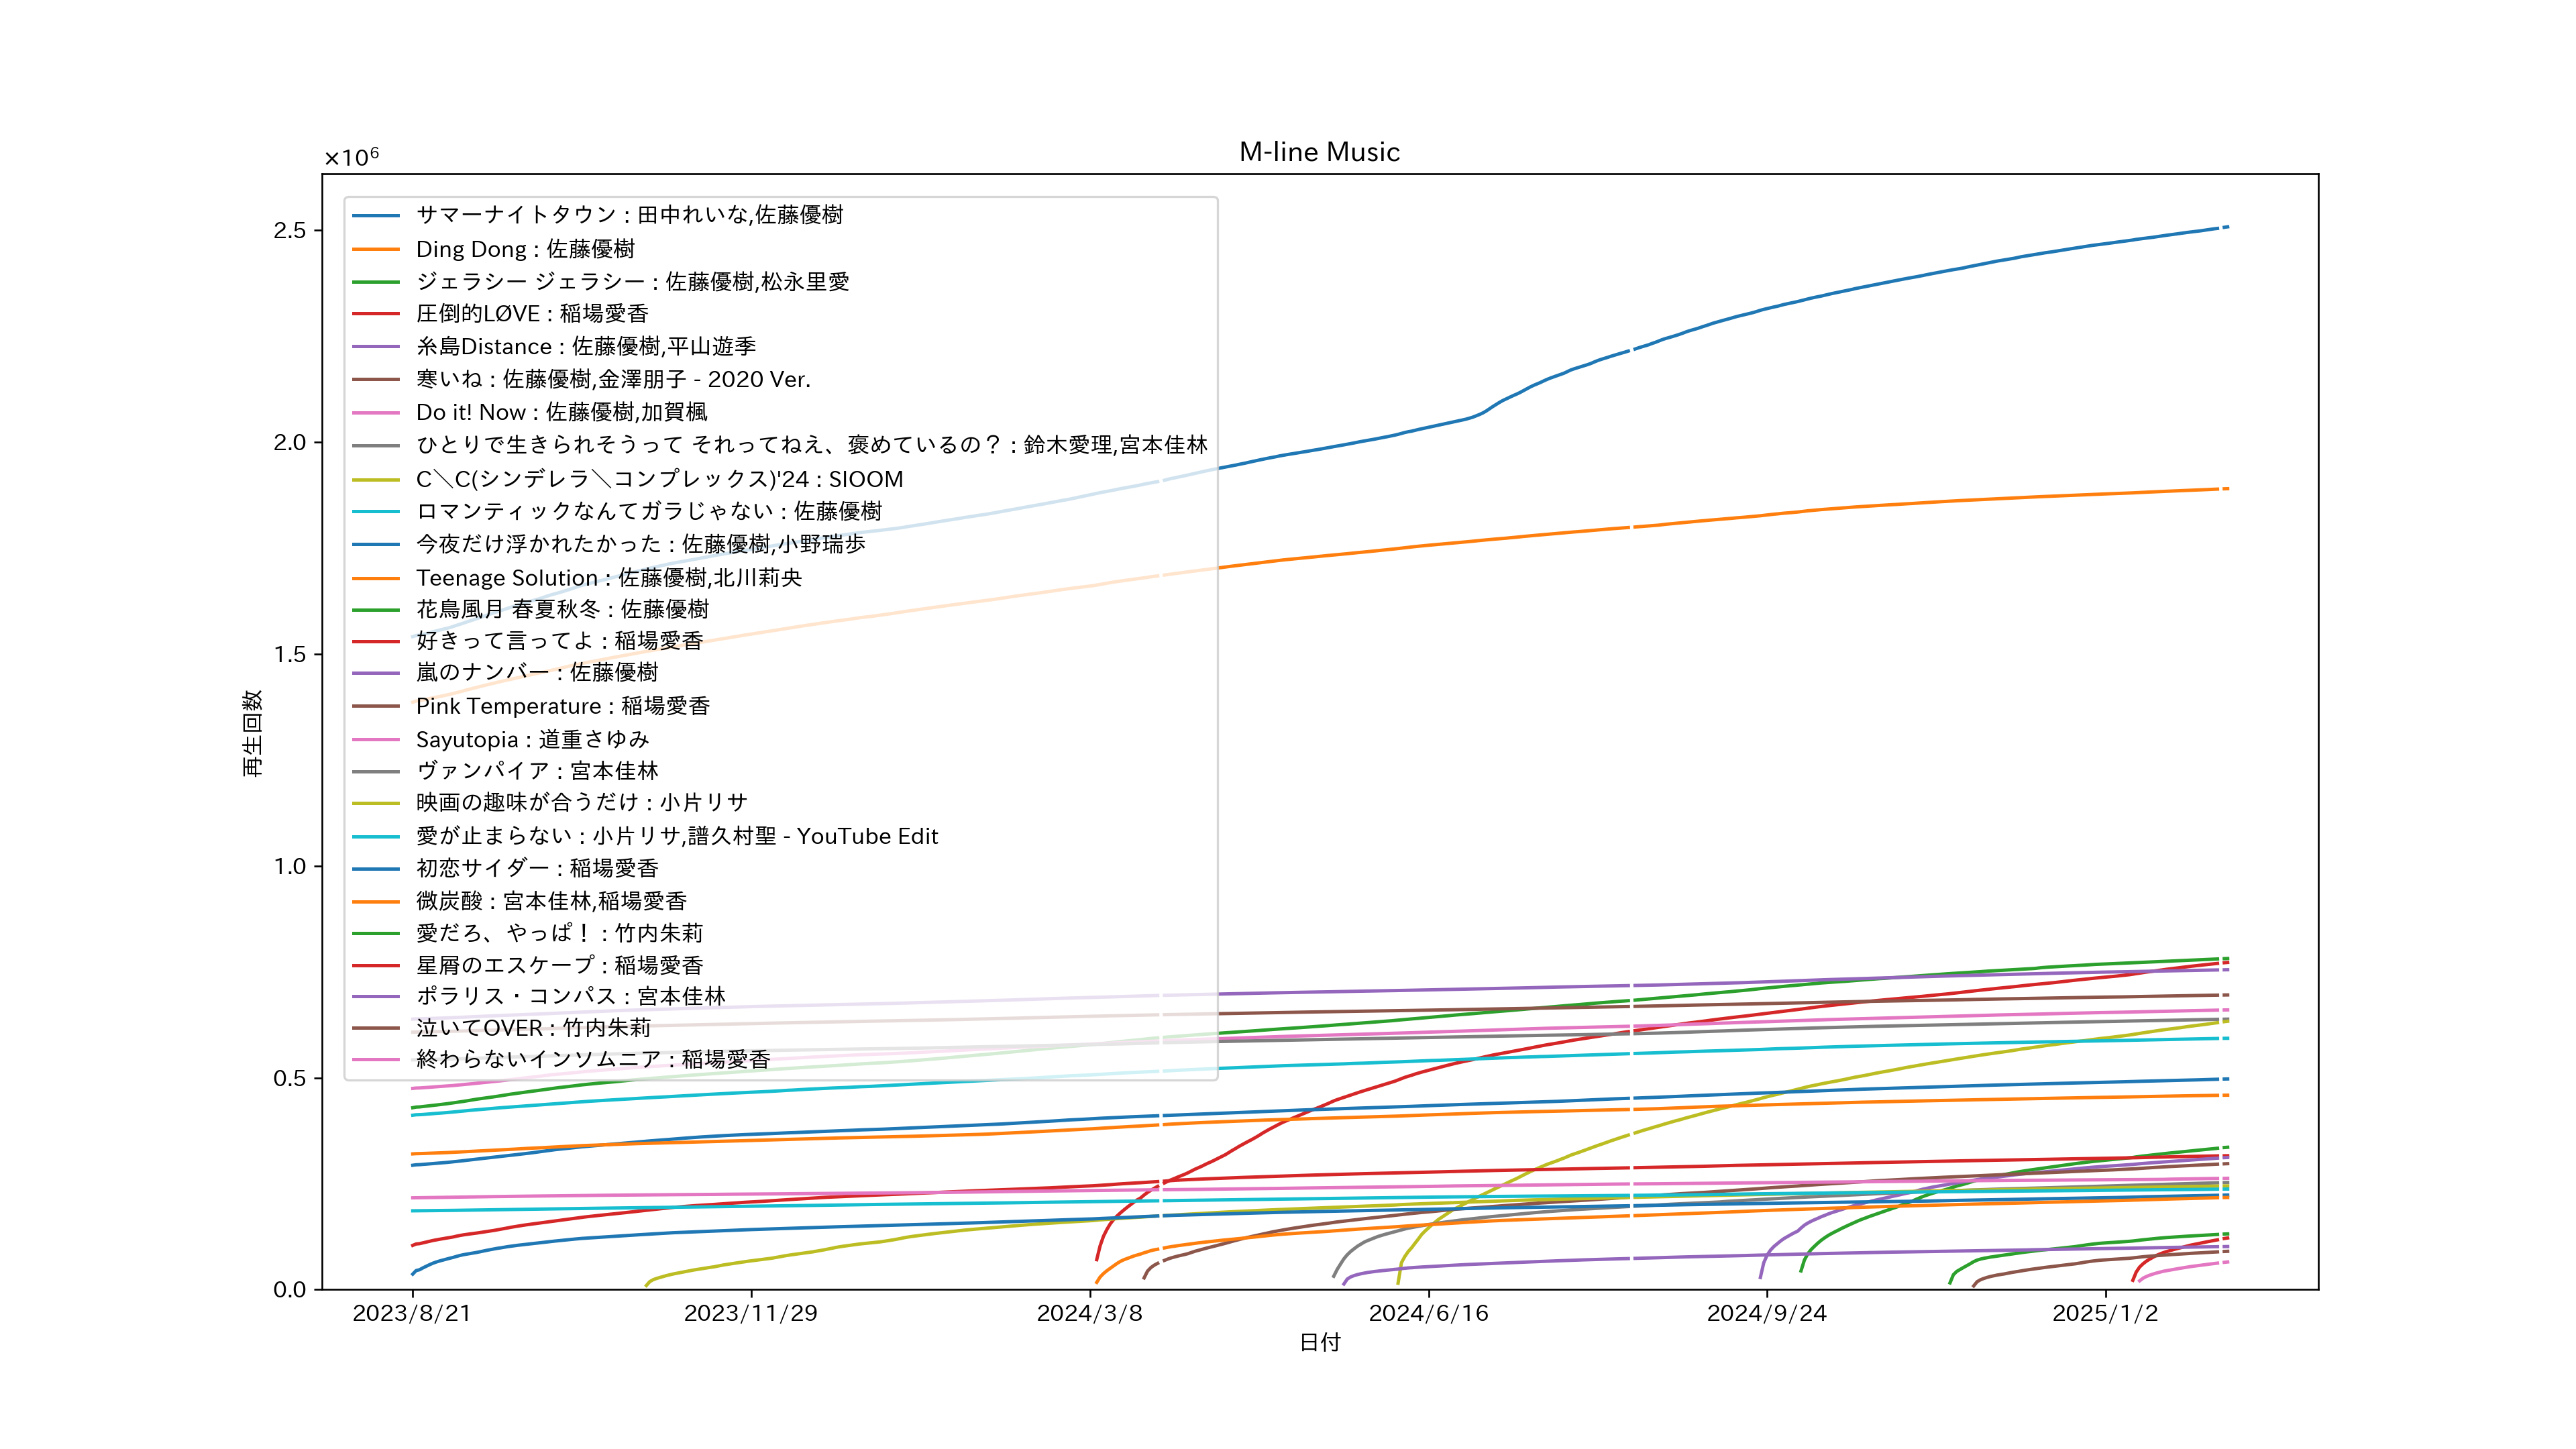 M-line Music
×10⁶
2.5
2.0
1.5
1.0
0.5
0.0
再生回数
サマーナイトタウン : 田中れいな,佐藤優樹
Ding Dong : 佐藤優樹
ジェラシー ジェラシー : 佐藤優樹,松永里愛
圧倒的LØVE : 稲場愛香
糸島Distance : 佐藤優樹,平山遊季
寒いね : 佐藤優樹,金澤朋子 - 2020 Ver.
Do it! Now : 佐藤優樹,加賀楓
ひとりで生きられそうって それってねえ、褒めているの？ : 鈴木愛理,宮本佳林
C＼C(シンデレラ＼コンプレックス)'24 : SIOOM
ロマンティックなんてガラじゃない : 佐藤優樹
今夜だけ浮かれたかった : 佐藤優樹,小野瑞歩
Teenage Solution : 佐藤優樹,北川莉央
花鳥風月 春夏秋冬 : 佐藤優樹
好きって言ってよ : 稲場愛香
嵐のナンバー : 佐藤優樹
Pink Temperature : 稲場愛香
Sayutopia : 道重さゆみ
ヴァンパイア : 宮本佳林
映画の趣味が合うだけ : 小片リサ
愛が止まらない : 小片リサ,譜久村聖 - YouTube Edit
初恋サイダー : 稲場愛香
微炭酸 : 宮本佳林,稲場愛香
愛だろ、やっぱ！ : 竹内朱莉
星屑のエスケープ : 稲場愛香
ポラリス・コンパス : 宮本佳林
泣いてOVER : 竹内朱莉
終わらないインソムニア : 稲場愛香
2023/8/21
2023/11/29
2024/3/8
2024/6/16
2024/9/24
2025/1/2
日付